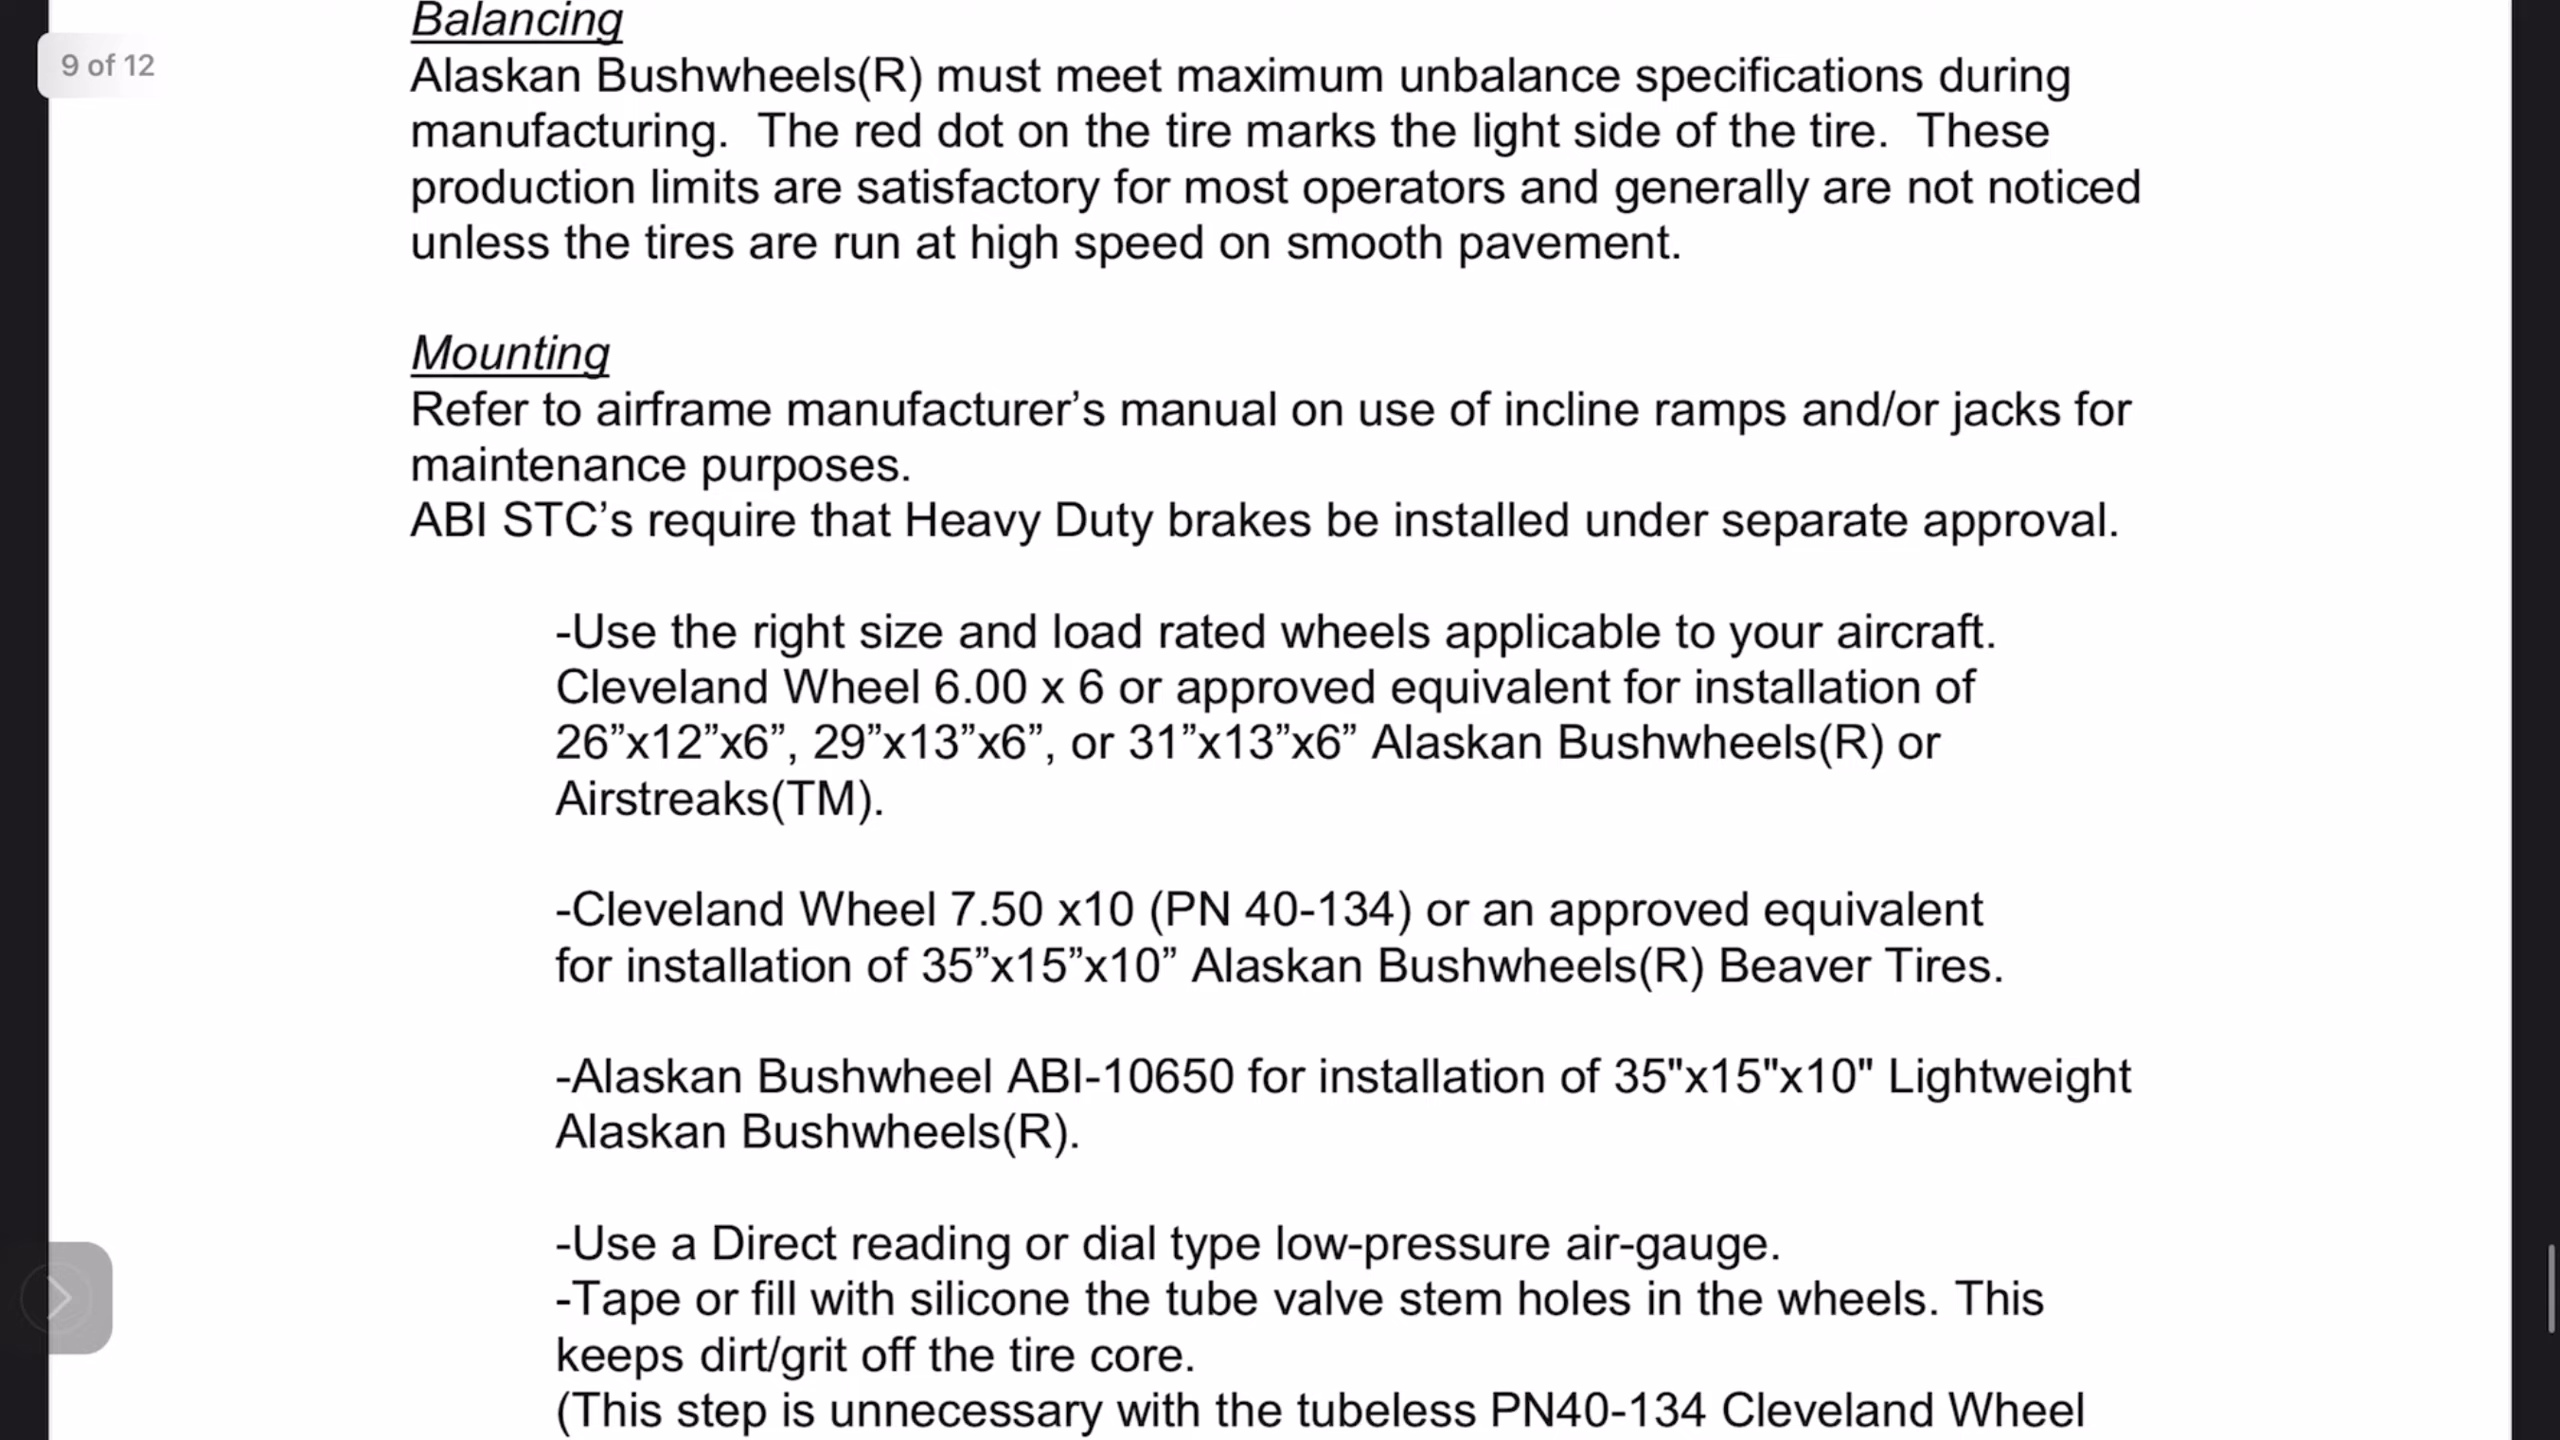 Balancing
9 of 12
Alaskan Bushwheels(R) must meet maximum unbalance specifications during
manufacturing.  The red dot on the tire marks the light side of the tire.  These
production limits are satisfactory for most operators and generally are not noticed
unless the tires are run at high speed on smooth pavement.
Mounting
Refer to airframe manufacturer’s manual on use of incline ramps and/or jacks for
maintenance purposes.
ABI STC’s require that Heavy Duty brakes be installed under separate approval.
-Use the right size and load rated wheels applicable to your aircraft.
Cleveland Wheel 6.00 x 6 or approved equivalent for installation of
26”x12”x6”, 29”x13”x6”, or 31”x13”x6” Alaskan Bushwheels(R) or
Airstreaks(TM).
-Cleveland Wheel 7.50 x10 (PN 40-134) or an approved equivalent
for installation of 35”x15”x10” Alaskan Bushwheels(R) Beaver Tires.
-Alaskan Bushwheel ABI-10650 for installation of 35"x15"x10" Lightweight
Alaskan Bushwheels(R).
-Use a Direct reading or dial type low-pressure air-gauge.
-Tape or fill with silicone the tube valve stem holes in the wheels. This
keeps dirt/grit off the tire core.
(This step is unnecessary with the tubeless PN40-134 Cleveland Wheel